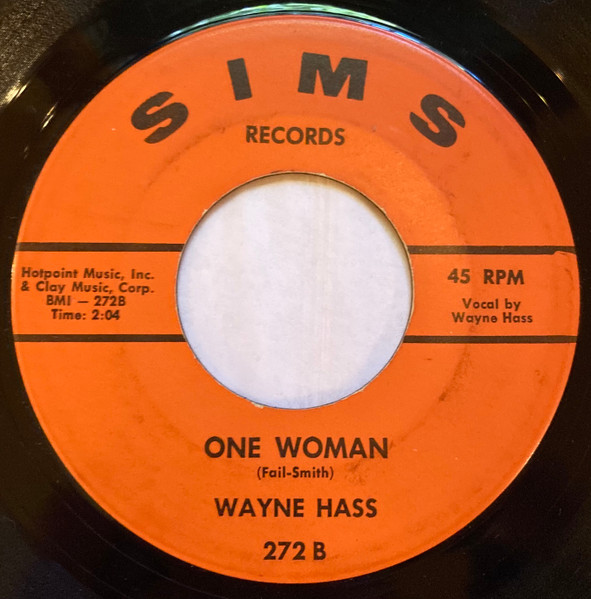 SIMS
RECORDS
Hotpoint Music, Inc.
& Clay Music, Corp.
BMI — 272B
Time: 2:04
45 RPM
Vocal by
Wayne Hass
ONE WOMAN
(Fail-Smith)
WAYNE HASS
272 B